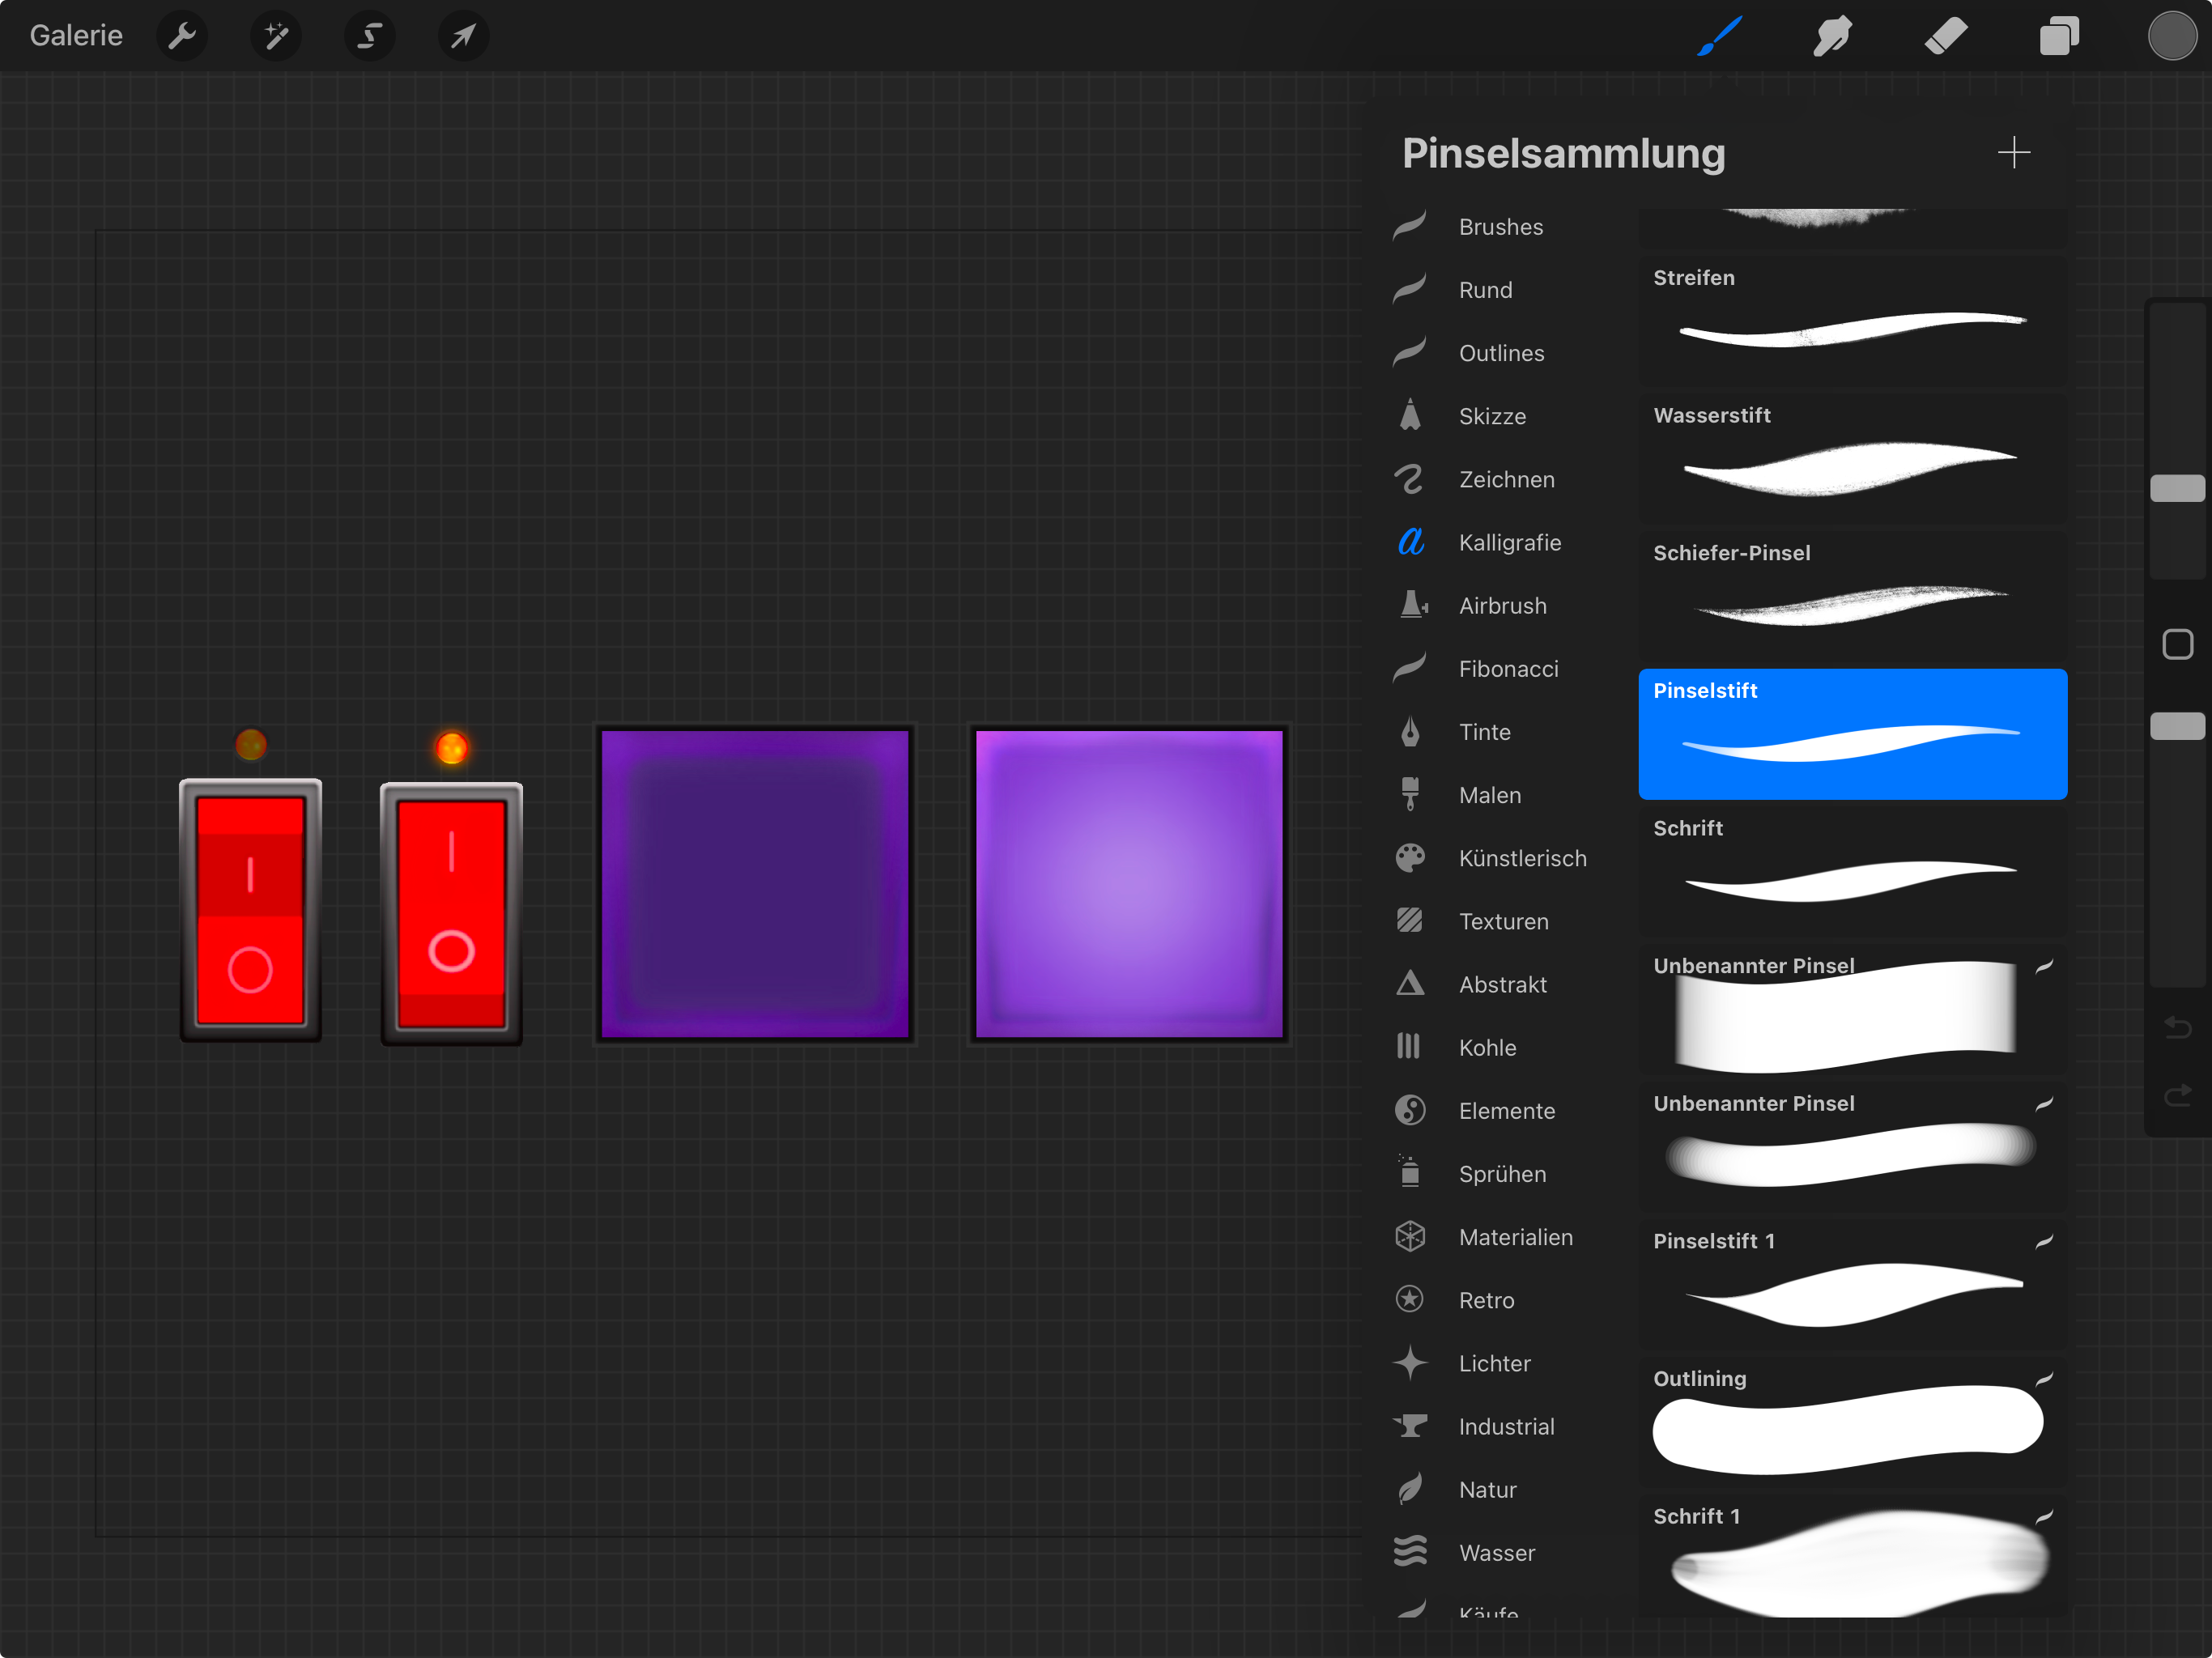 Galerie
Pinselsammlung
Brushes
Rund
Outlines
Skizze
Zeichnen
Kalligrafie
Airbrush
Fibonacci
Tinte
Malen
Künstlerisch
Texturen
Abstrakt
Kohle
Elemente
Sprühen
Materialien
Retro
Lichter
Industrial
Natur
Wasser
Käufe
Streifen
Wasserstift
Schiefer-Pinsel
Pinselstift
Schrift
Unbenannter Pinsel
Unbenannter Pinsel
Pinselstift 1
Outlining
Schrift 1